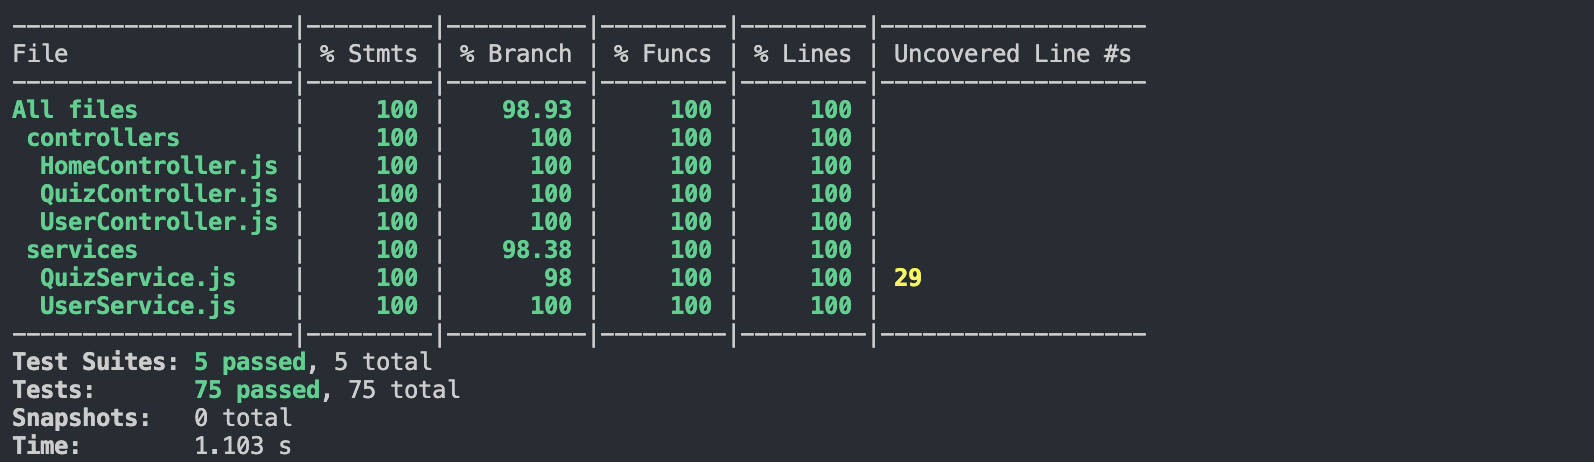 --------------------|---------|----------|---------|---------|-------------------
File                | % Stmts | % Branch | % Funcs | % Lines | Uncovered Line #s
--------------------|---------|----------|---------|---------|-------------------
All files           |     100 |    98.93 |     100 |     100 |
 controllers        |     100 |      100 |     100 |     100 |
  HomeController.js |     100 |      100 |     100 |     100 |
  QuizController.js |     100 |      100 |     100 |     100 |
  UserController.js |     100 |      100 |     100 |     100 |
 services           |     100 |    98.38 |     100 |     100 |
  QuizService.js    |     100 |       98 |     100 |     100 | 29
  UserService.js    |     100 |      100 |     100 |     100 |
--------------------|---------|----------|---------|---------|-------------------
Test Suites: 5 passed, 5 total
Tests:       75 passed, 75 total
Snapshots:   0 total
Time:        1.103 s